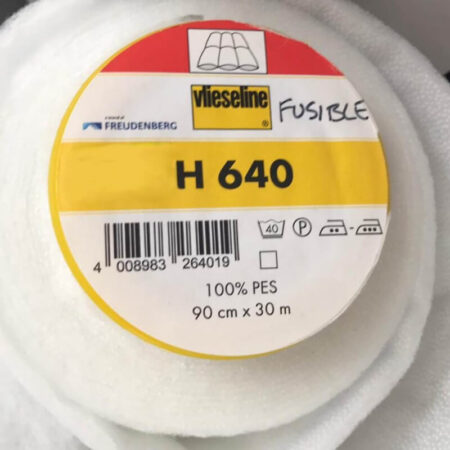 vlieseline
®
FUSIBLE
FREUDENBERG
H 640
40 P
4 008983 264019
100% PES
90 cm x 30 m